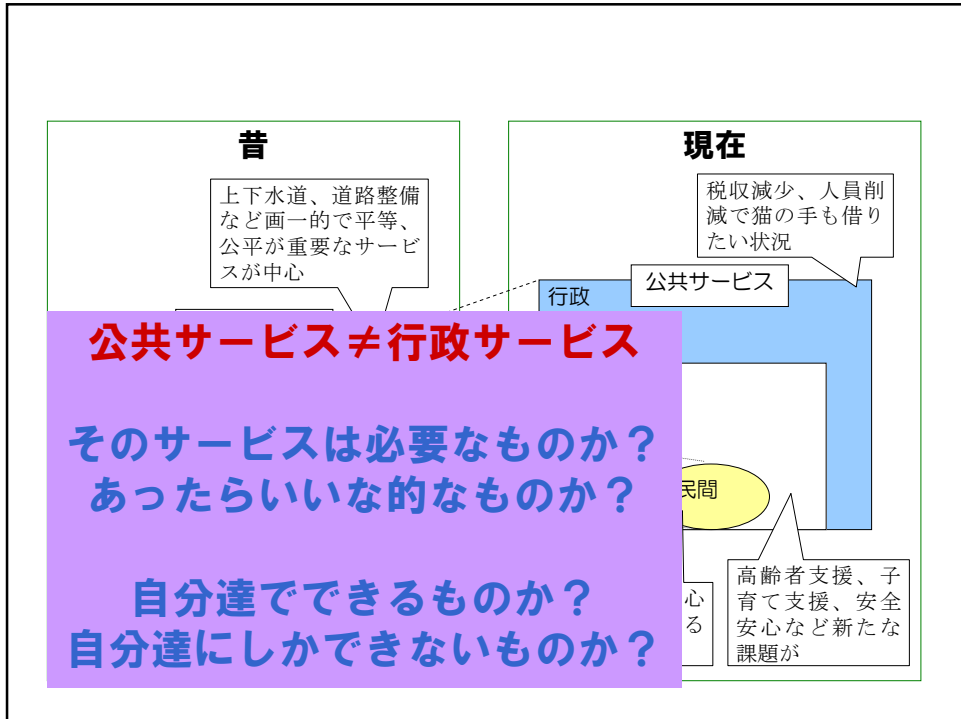 昔
現在
上下水道、道路整備
など画一的で平等、
公平が重要なサービ
スが中心
税収減少、人員削
減で猫の手も借り
たい状況
公共サービス
行政
公共サービス≠行政サービス
そのサービスは必要なものか？
あったらいいな的なものか？
自分達でできるものか？
自分達にしかできないものか？
民間
心
る
高齢者支援、子
育て支援、安全
安心など新たな
課題が